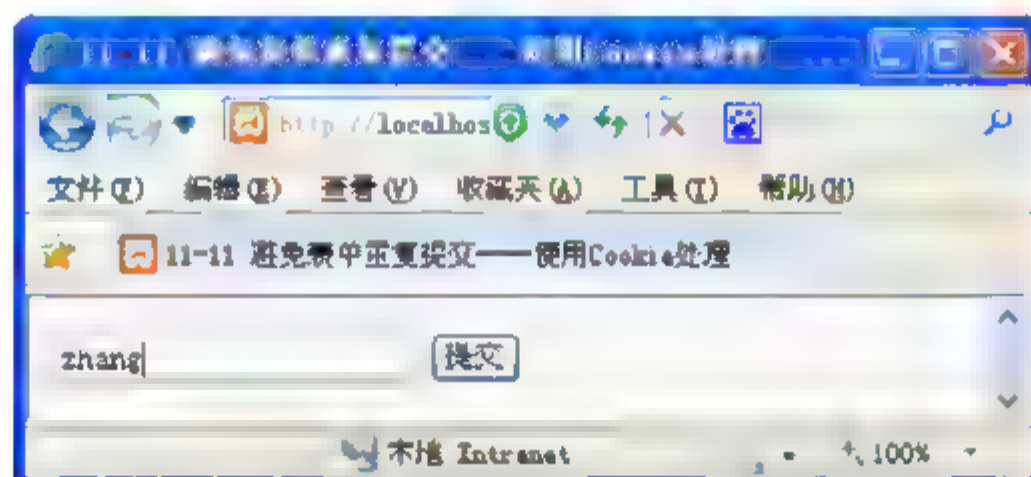 http://localhos
文件(F) 编辑(E) 查看(V) 收藏夹(A) 工具(T) 帮助(H)
11-11 避免表单重复提交——使用Cookie处理
zhang 提交
本地 Intranet 100%